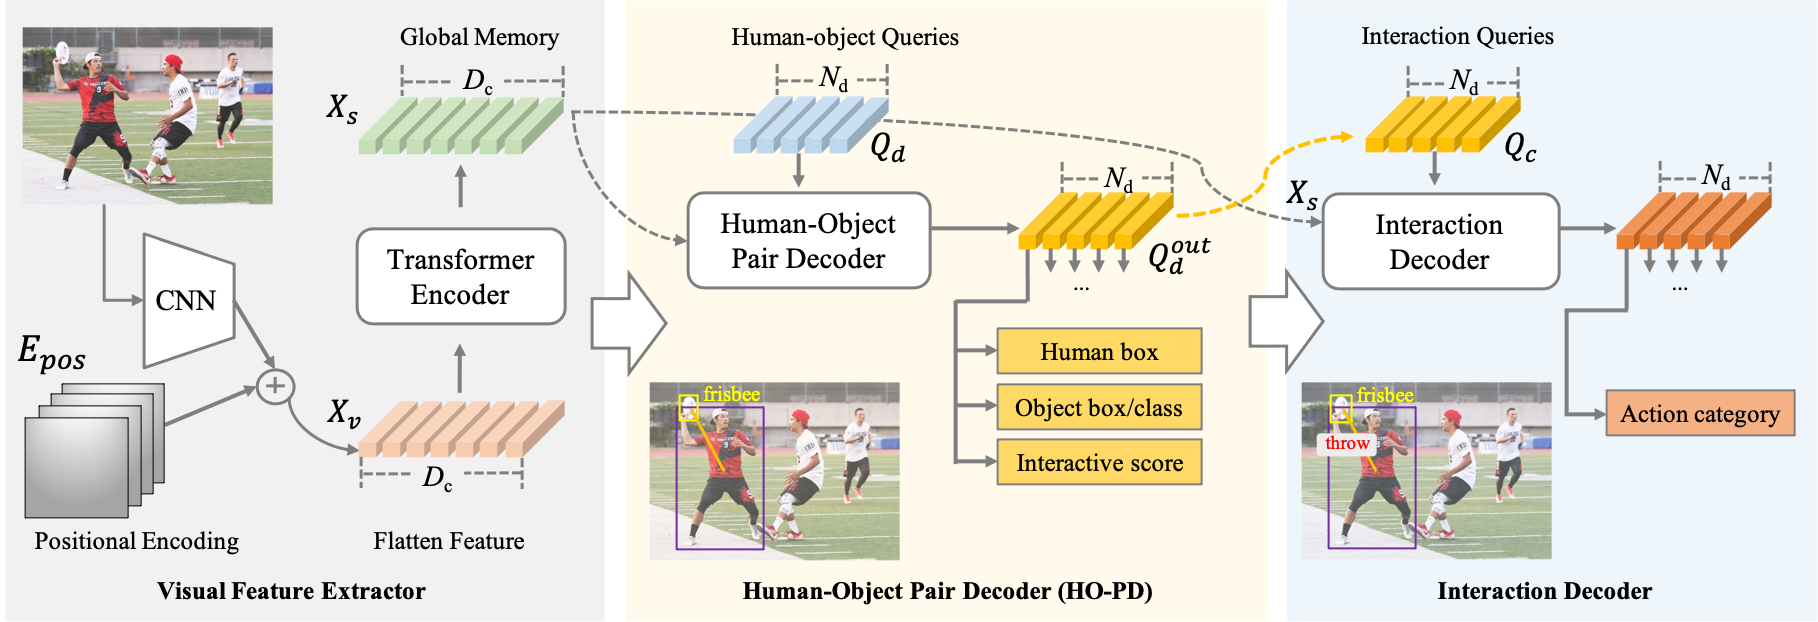 Global Memory
D_c
X_s
Transformer
Encoder
CNN
E_pos
+
X_v
D_c
Positional Encoding
Flatten Feature
Visual Feature Extractor
Human-object Queries
N_d
Q_d
Human-Object
Pair Decoder
N_d
Q_d^out
...
Human box
Object box/class
Interactive score
frisbee
Human-Object Pair Decoder (HO-PD)
Interaction Queries
N_d
Q_c
X_s
Interaction
Decoder
N_d
...
Action category
frisbee
throw
Interaction Decoder